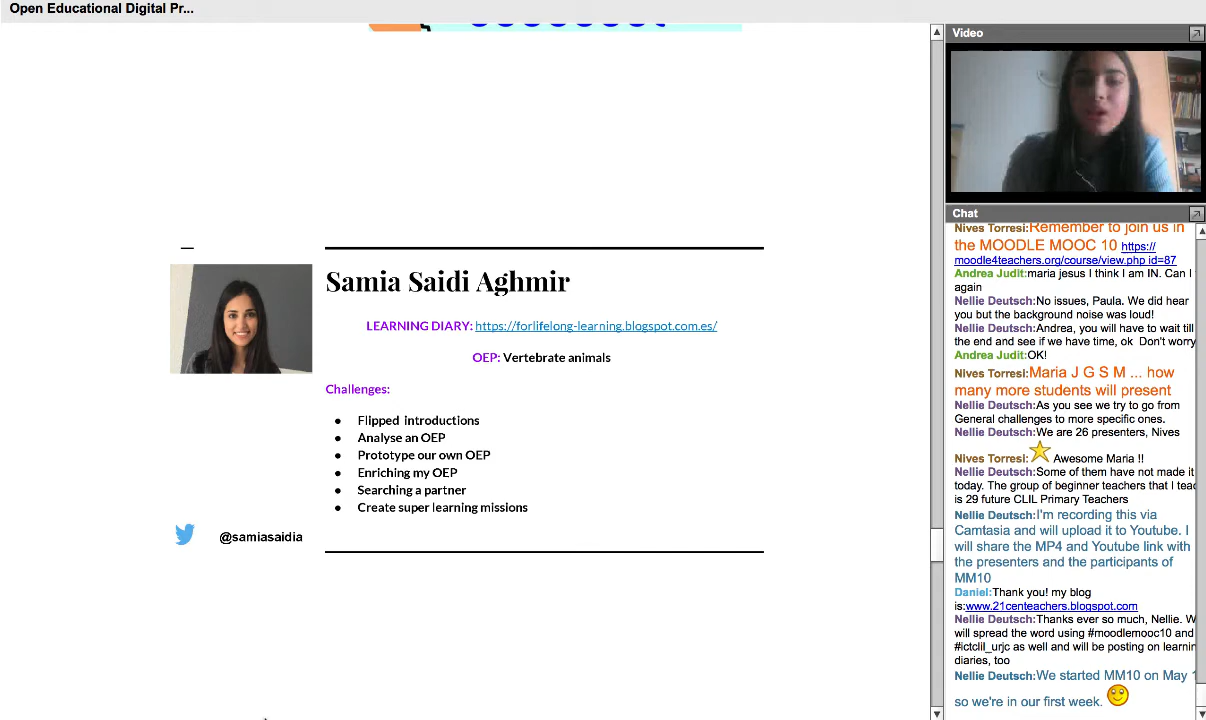 Open Educational Digital Pr...
Samia Saidi Aghmir
LEARNING DIARY: https://forlifelong-learning.blogspot.com.es/
OEP: Vertebrate animals
Challenges:
● Flipped introductions
● Analyse an OEP
● Prototype our own OEP
● Enriching my OEP
● Searching a partner
● Create super learning missions
@samiasaidia
Video
Chat
Nives Torresi:Remember to join us in
the MOODLE MOOC 10 https://
moodle4teachers.org/course/view.php id=87
Andrea Judit:maria jesus I think I am IN. Can I
again
Nellie Deutsch:No issues, Paula. We did hear
you but the background noise was loud!
Nellie Deutsch:Andrea, you will have to wait till
the end and see if we have time, ok Don't worry
Andrea Judit:OK!
Nives Torresi:Maria J G S M ... how
many more students will present
Nellie Deutsch:As you see we try to go from
General challenges to more specific ones.
Nellie Deutsch:We are 26 presenters, Nives
Nives Torresi: Awesome Maria !!
Nellie Deutsch:Some of them have not made it
today. The group of beginner teachers that I teac
is 29 future CLIL Primary Teachers
Nellie Deutsch:I'm recording this via
Camtasia and will upload it to Youtube. I
will share the MP4 and Youtube link with
the presenters and the participants of
MM10
Daniel:Thank you! my blog
is:www.21centeachers.blogspot.com
Nellie Deutsch:Thanks ever so much, Nellie. W
will spread the word using #moodlemooc10 and
#ictclil_urjc as well and will be posting on learnin
diaries, too
Nellie Deutsch:We started MM10 on May 1
so we're in our first week.